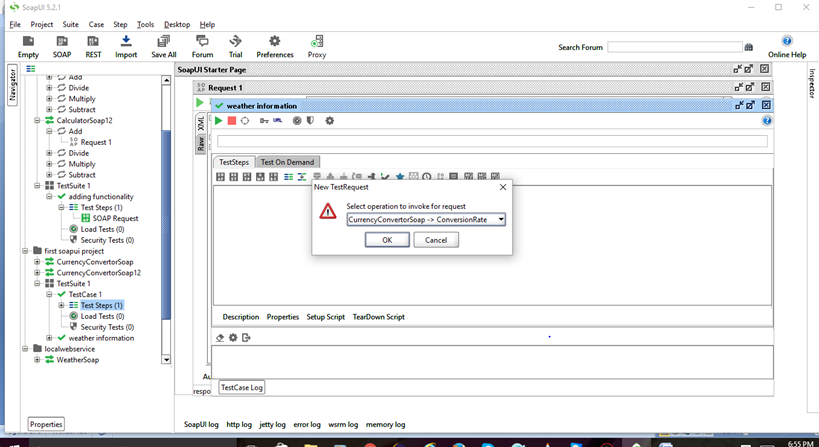 SoapUI 5.2.1
File Project Suite Case Step Tools Desktop Help
Empty SOAP REST Import Save All Forum Trial Preferences Proxy
Search Forum
Online Help
Navigator
Add
Divide
Multiply
Subtract
CalculatorSoap12
Add
Request 1
Divide
Multiply
Subtract
TestSuite 1
adding functionality
Test Steps (1)
SOAP Request
Load Tests (0)
Security Tests (0)
first soapui project
CurrencyConvertorSoap
CurrencyConvertorSoap12
TestSuite 1
TestCase 1
Test Steps (1)
Load Tests (0)
Security Tests (0)
weather information
localwebservice
WeatherSoap
Properties
SoapUI Starter Page
Request 1
weather information
XML
Raw
TestSteps Test On Demand
New TestRequest
Select operation to invoke for request
CurrencyConvertorSoap -> ConversionRate
OK Cancel
Description Properties Setup Script TearDown Script
Au
respo
TestCase Log
SoapUI log http log jetty log error log wsrm log memory log
Inspector
6:55 PM